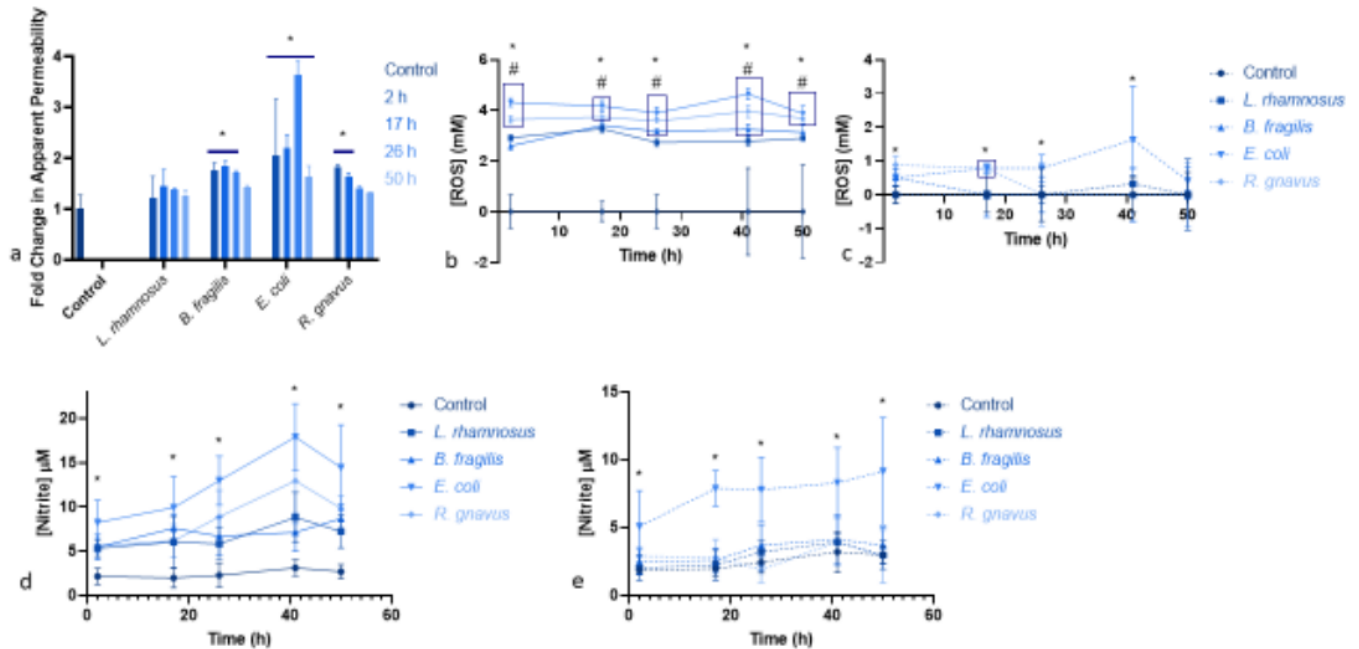 a
Fold Change in Apparent Permeability
4
3
2
1
0
*
*
*
Control
L. rhamnosus
B. fragilis
E. coli
R. gnavus
Control
2 h
17 h
26 h
50 h
b
[ROS] (mM)
6
4
2
0
-2
* * * * *
# # # # #
10 20 30 40 50
Time (h)
c
[ROS] (mM)
4
3
2
1
0
-1
-2
* * * *
10 20 30 40 50
Time (h)
Control
L. rhamnosus
B. fragilis
E. coli
R. gnavus
d
[Nitrite] µM
20
15
10
5
0
* * * * *
0 20 40 60
Time (h)
Control
L. rhamnosus
B. fragilis
E. coli
R. gnavus
e
[Nitrite] µM
15
10
5
0
* * * * *
0 20 40 60
Time (h)
Control
L. rhamnosus
B. fragilis
E. coli
R. gnavus